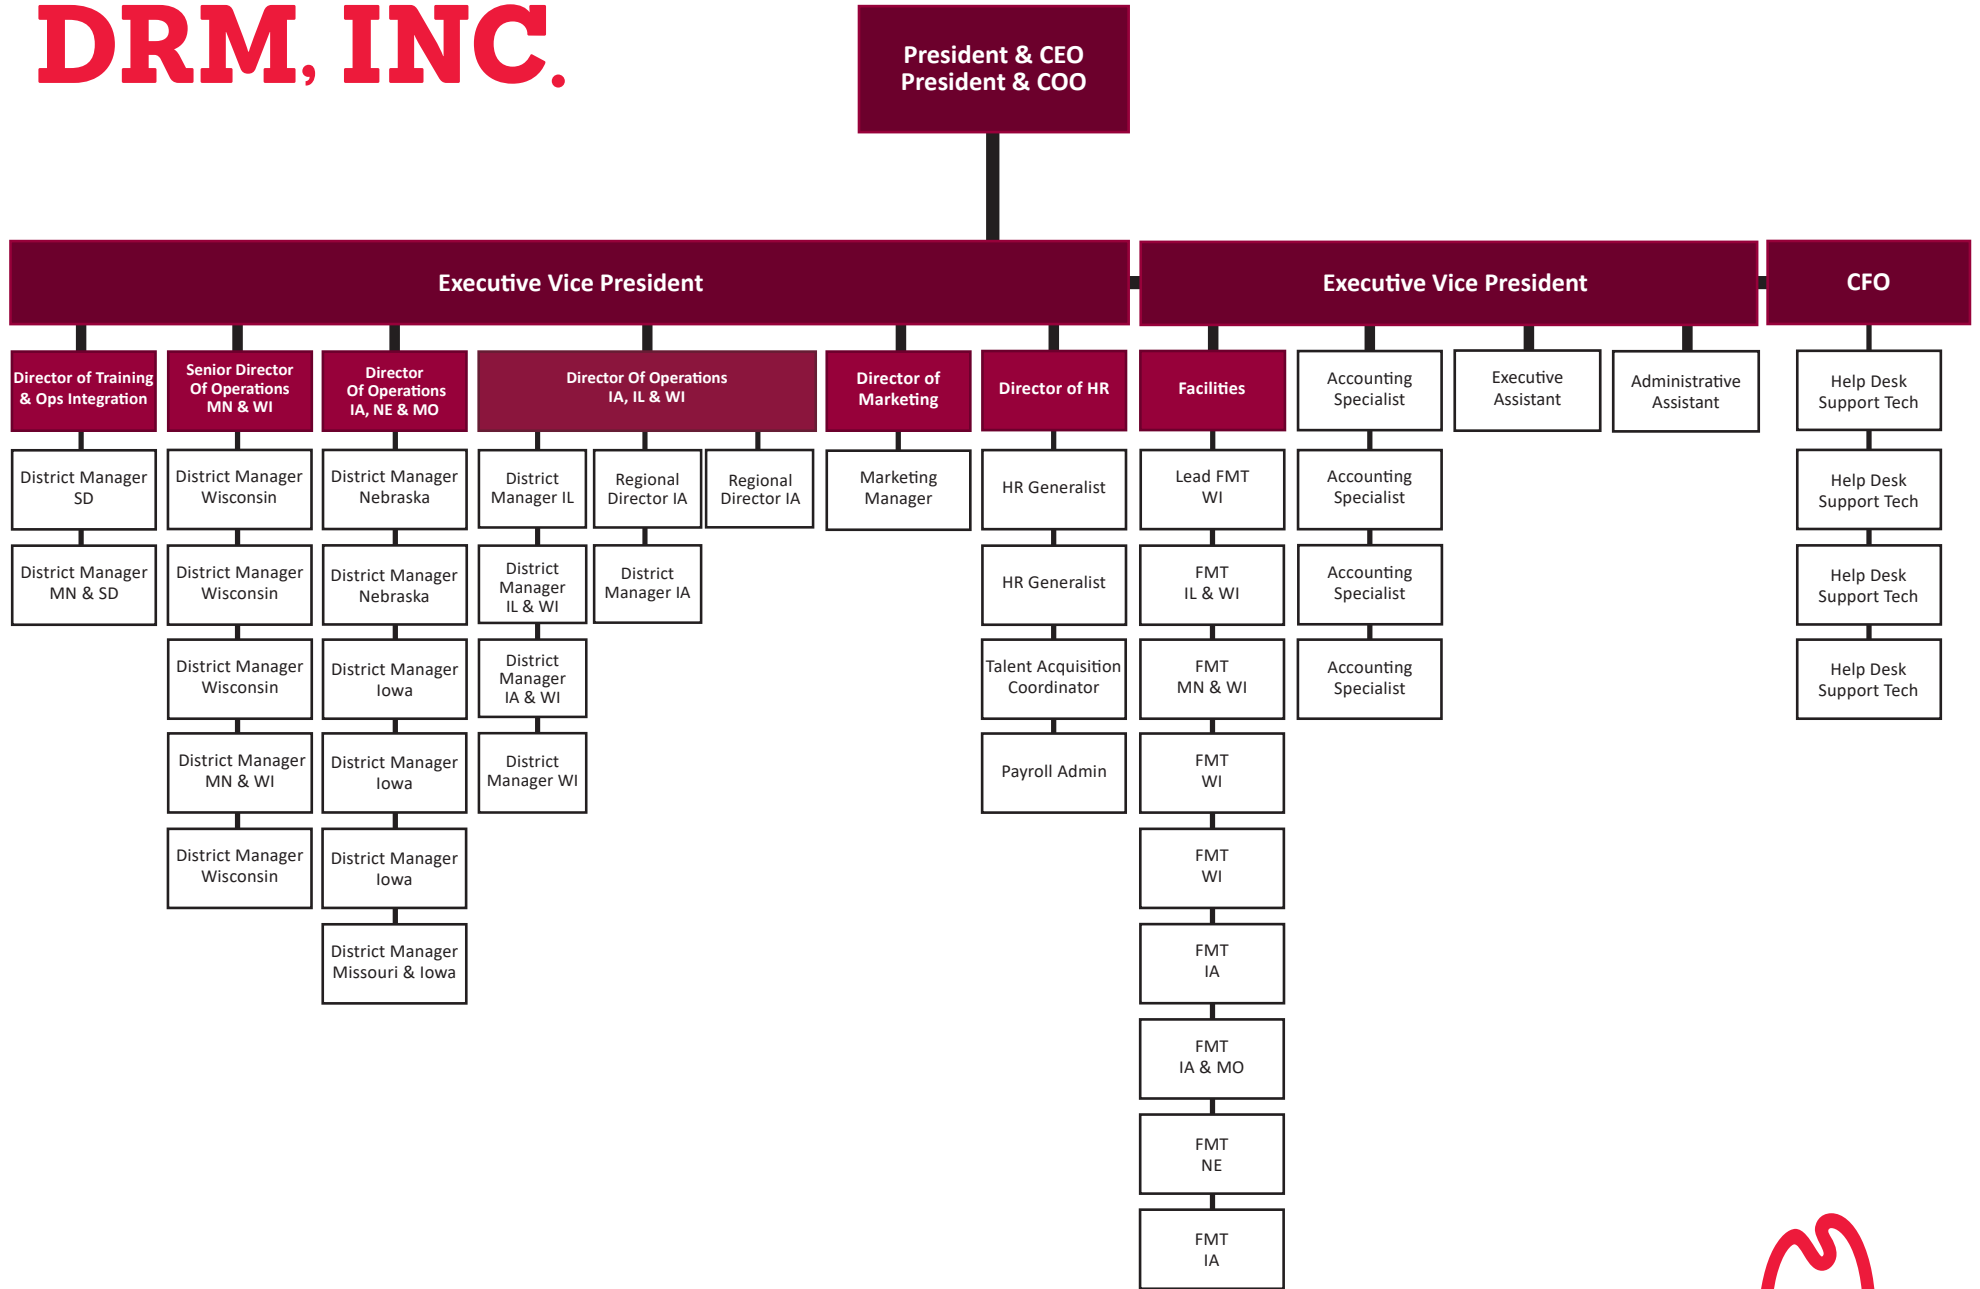 DRM, INC.
President & CEO
President & COO
Executive Vice President
Executive Vice President
CFO
Director of Training
& Ops Integration
Senior Director
Of Operations
MN & WI
Director
Of Operations
IA, NE & MO
Director Of Operations
IA, IL & WI
Director of
Marketing
Director of HR
Facilities
Accounting
Specialist
Executive
Assistant
Administrative
Assistant
Help Desk
Support Tech
District Manager
SD
District Manager
Wisconsin
District Manager
Nebraska
District
Manager IL
Regional
Director IA
Regional
Director IA
Marketing
Manager
HR Generalist
Lead FMT
WI
Accounting
Specialist
Help Desk
Support Tech
District Manager
MN & SD
District Manager
Wisconsin
District Manager
Nebraska
District
Manager
IL & WI
District
Manager IA
HR Generalist
FMT
IL & WI
Accounting
Specialist
Help Desk
Support Tech
District Manager
Wisconsin
District Manager
Iowa
District
Manager
IA & WI
Talent Acquisition
Coordinator
FMT
MN & WI
Accounting
Specialist
Help Desk
Support Tech
District Manager
MN & WI
District Manager
Iowa
District
Manager WI
Payroll Admin
FMT
WI
District Manager
Wisconsin
District Manager
Iowa
FMT
WI
District Manager
Missouri & Iowa
FMT
IA
FMT
IA & MO
FMT
NE
FMT
IA